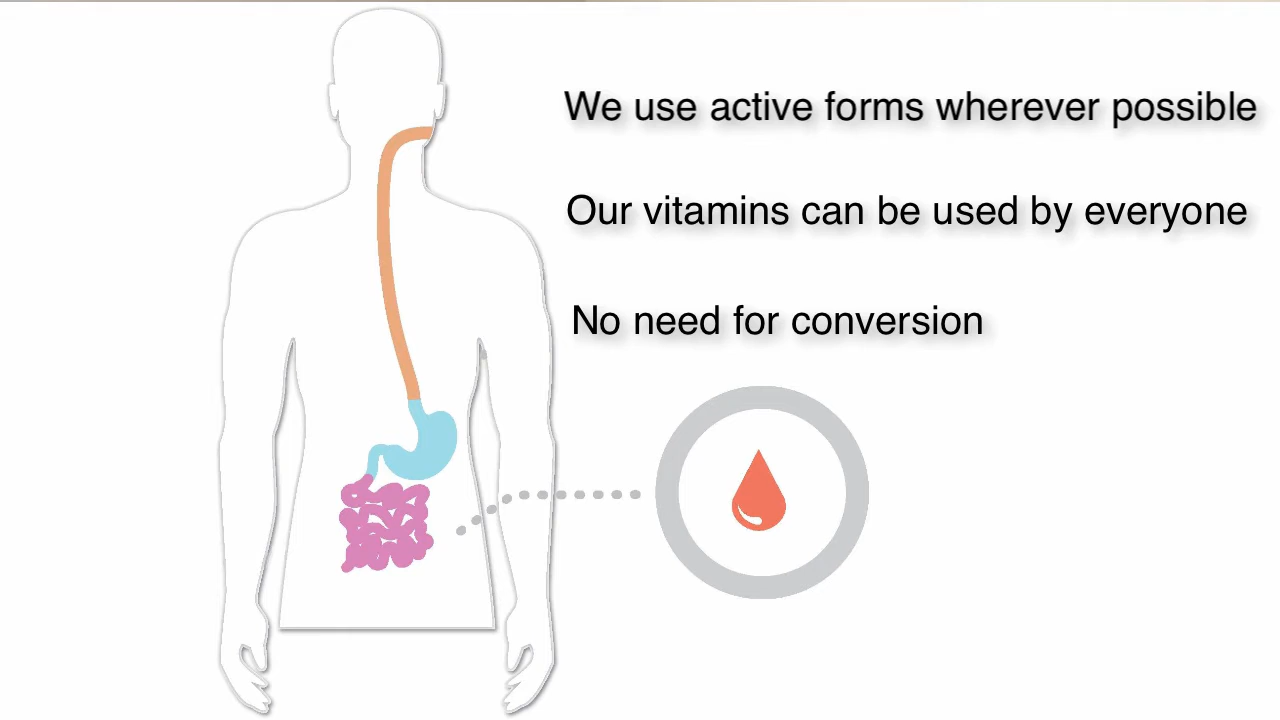 We use active forms wherever possible
Our vitamins can be used by everyone
No need for conversion